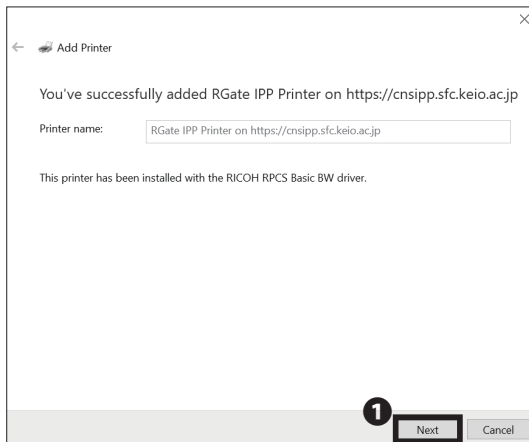 Add Printer
You've successfully added RGate IPP Printer on https://cnsipp.sfc.keio.ac.jp
Printer name:
RGate IPP Printer on https://cnsipp.sfc.keio.ac.jp
This printer has been installed with the RICOH RPCS Basic BW driver.
1
Next Cancel